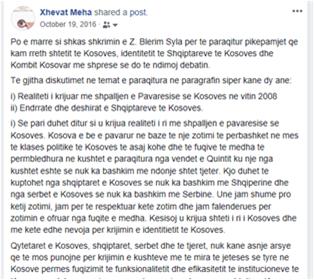 Xhevat Meha shared a post.
October 19, 2016
Po e marre si shkas shkrimin e Z. Blerim Syla per te paraqitur pikepamjet qe
kam rreth shtetit te Kosoves, identitetit te Shqiptareve te Kosoves dhe
Kombit Kosovar me shprese se do te ndimoj debatin.
Te gjitha diskutimet ne temat e paraqitura ne paragrafin siper kane dy ane:
i) Realiteti i krijuar me shpalljen e Pavaresise se Kosoves ne vitin 2008
ii) Endrrate dhe deshirat e Shqiptareve te Kosoves.
i) Se pari duhet ditur si u krijua realiteti i ri me shpalljen e pavaresise se
Kosoves. Kosova e be e pavarur ne baze te nje zotimi te perbashket ne mes
te klases politike te Kosoves te asaj kohe dhe te fuqive te medha te
permbledhura ne kushtet e paraqitura nga vendet e Quintit ku nje nga
kushtet eshte se nuk ka bashkim me ndonje shtet tjeter. Kjo duhet te
kuptohet nga shqiptaret e Kosoves se nuk ka bashkim me Shqiperine dhe
nga serbet e Kosoves se nuk ka bashkim me Serbine. Une jam shume pro
ketij zotimi, jam per te respektuar kete zotim dhe jam falenderues per
zotimin e ofruar nga fuqite e medha. Kesisoj u krijua shteti i ri i Kosoves dhe
me kete edhe nevoja per krijimin e identitetit te Kosoves.
Qytetaret e Kosoves, shqiptaret, serbet dhe te tjeret, nuk kane asnje arsye
qe te mos punojne per krijimin e kushteve me te mira te jeteses se tyre ne
Kosove permes fuqizimit te funksionalitetit dhe efikasitetit te institucioneve te